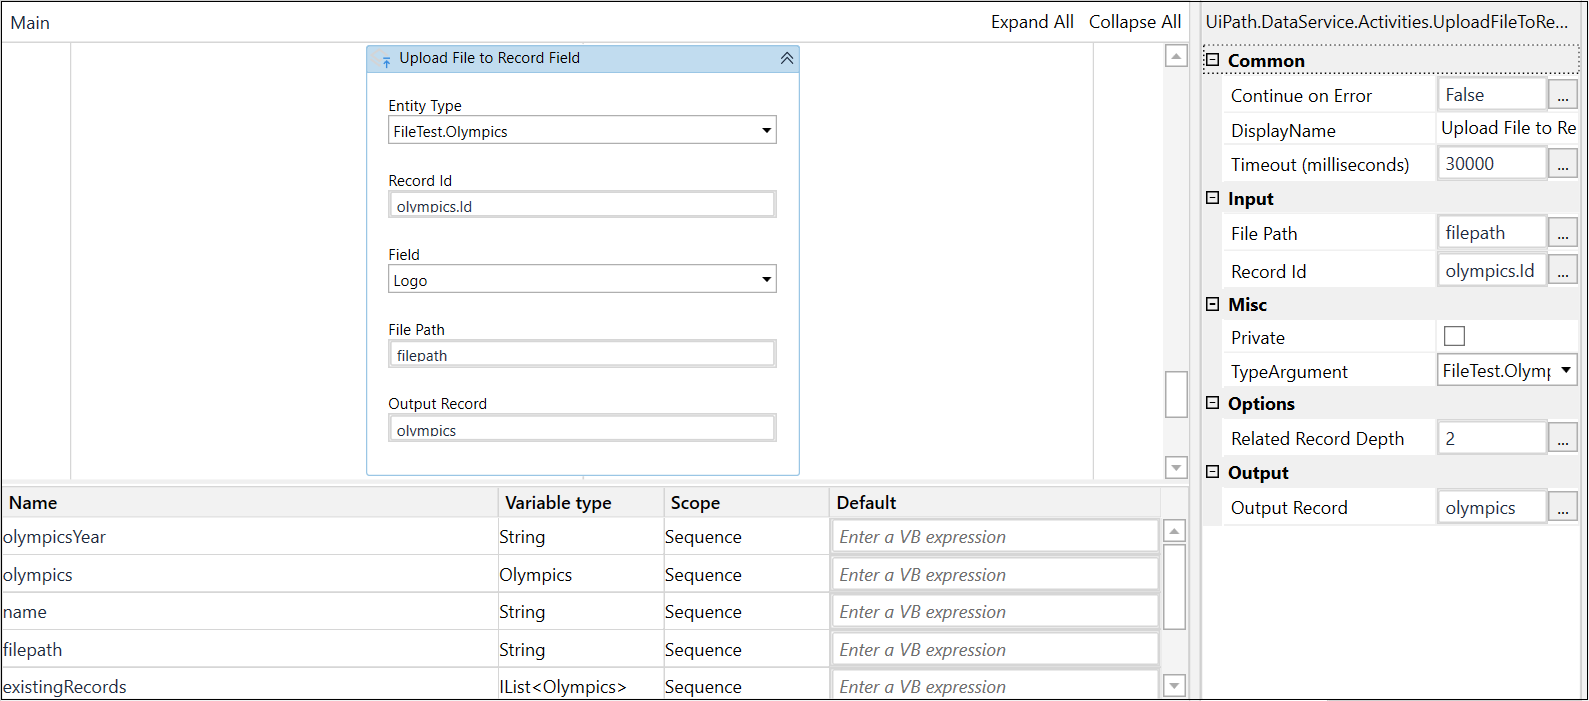 Main
Expand All Collapse All
Upload File to Record Field
Entity Type
FileTest.Olympics
Record Id
olympics.Id
Field
Logo
File Path
filepath
Output Record
olympics
Name Variable type Scope Default
olympicsYear String Sequence Enter a VB expression
olympics Olympics Sequence Enter a VB expression
name String Sequence Enter a VB expression
filepath String Sequence Enter a VB expression
existingRecords IList<Olympics> Sequence Enter a VB expression
UiPath.DataService.Activities.UploadFileToRe...
Common
Continue on Error False ...
DisplayName Upload File to Re
Timeout (milliseconds) 30000 ...
Input
File Path filepath ...
Record Id olympics.Id ...
Misc
Private
TypeArgument FileTest.Olymp
Options
Related Record Depth 2 ...
Output
Output Record olympics ...